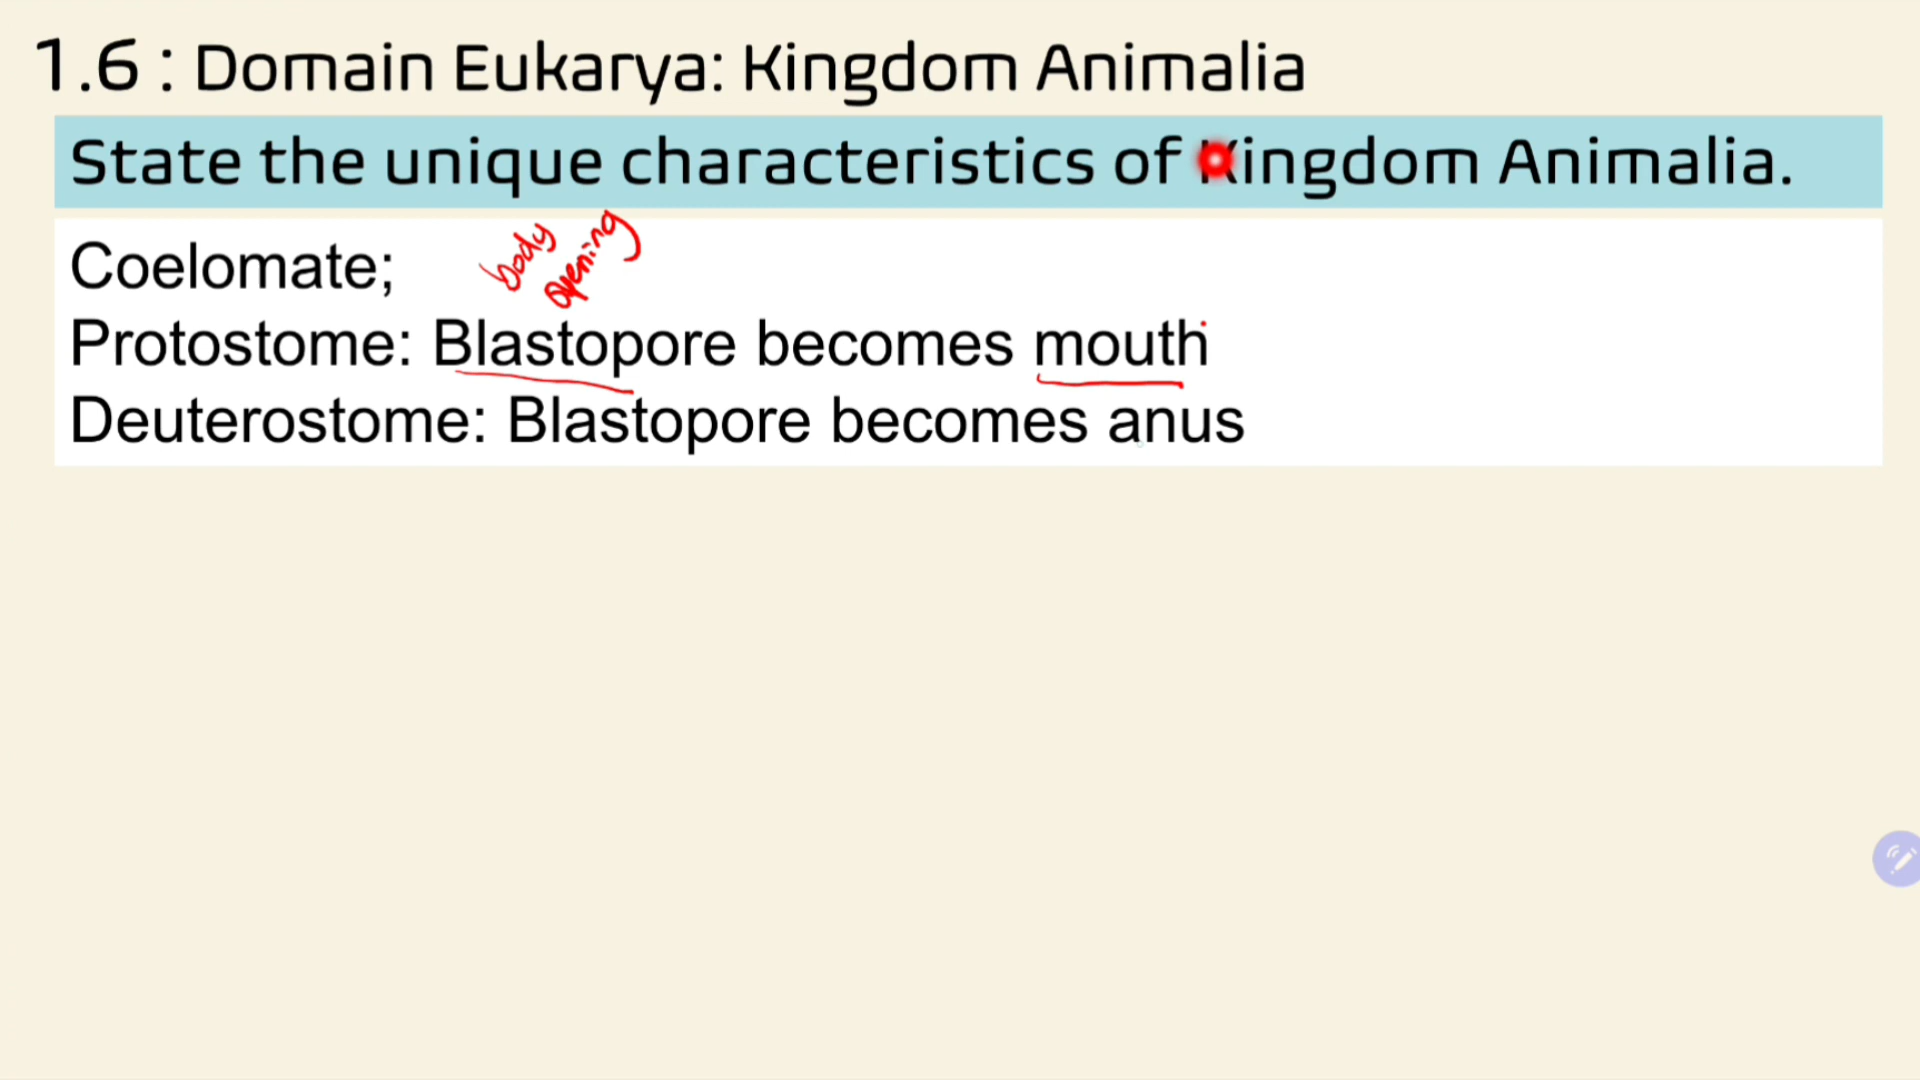 1.6 : Domain Eukarya: Kingdom Animalia
State the unique characteristics of Kingdom Animalia.
Coelomate;
body
opening
Protostome: Blastopore becomes mouth
Deuterostome: Blastopore becomes anus